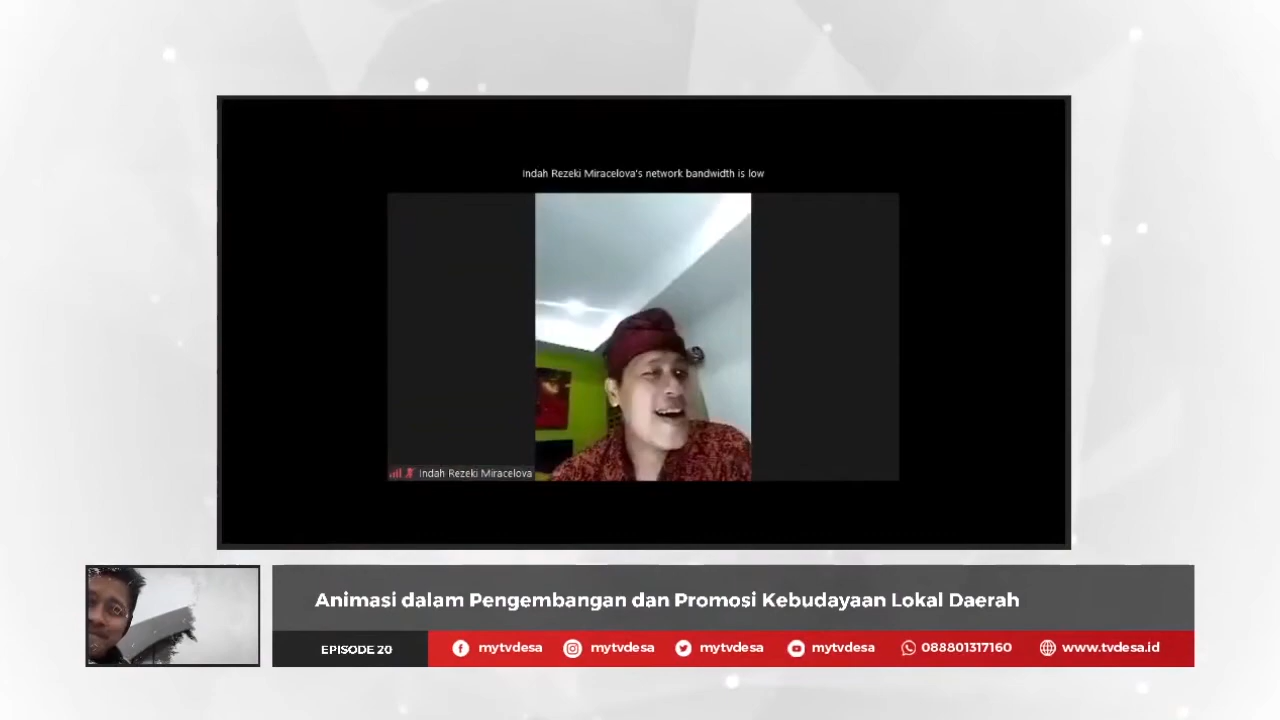 Indah Rezeki Miracelova's network bandwidth is low
Indah Rezeki Miracelova
Animasi dalam Pengembangan dan Promosi Kebudayaan Lokal Daerah
EPISODE 20
mytvdesa mytvdesa mytvdesa mytvdesa 088801317160 www.tvdesa.id